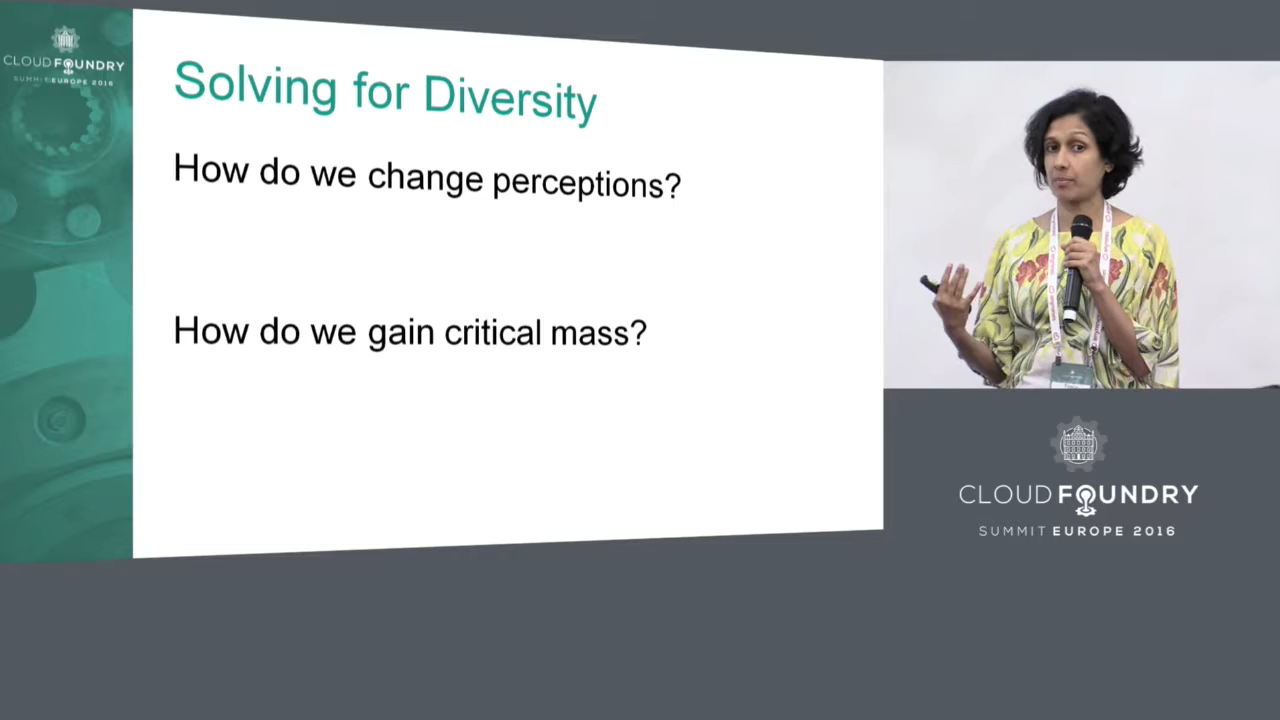 CLOUD FOUNDRY
SUMMIT EUROPE 2016
Solving for Diversity
How do we change perceptions?
How do we gain critical mass?
CLOUD FOUNDRY
SUMMIT EUROPE 2016